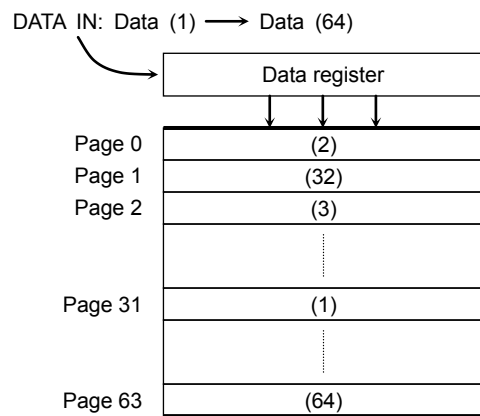 DATA IN: Data (1) → Data (64)
Data register
Page 0 (2)
Page 1 (32)
Page 2 (3)
Page 31 (1)
Page 63 (64)